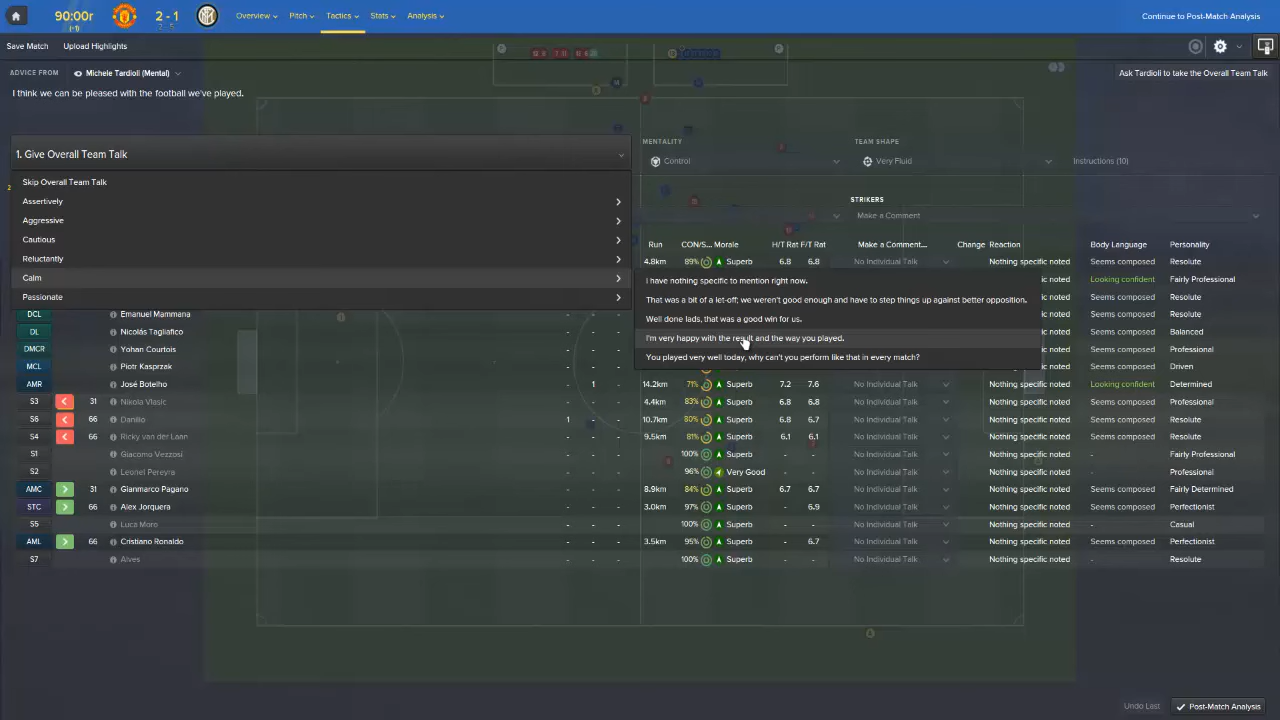 90:00r 2 - 1 Overview Pitch Tactics Stats Analysis Continue to Post-Match Analysis
Save Match Upload Highlights
ADVICE FROM Michele Tardioli (Mental) Ask Tardioli to take the Overall Team Talk
I think we can be pleased with the football we've played.
1. Give Overall Team Talk
MENTALITY TEAM SHAPE
Control Very Fluid Instructions (10)
Skip Overall Team Talk
Assertively
Aggressive
Cautious
Reluctantly
Calm
Passionate
STRIKERS
Make a Comment
Run CON/S... Morale H/T Rat F/T Rat Make a Comment... Change Reaction Body Language Personality
4.8km 89% Superb 6.8 6.8 No Individual Talk Nothing specific noted Seems composed Resolute
I have nothing specific to mention right now. Looking confident Fairly Professional
That was a bit of a let-off; we weren't good enough and have to step things up against better opposition. Nothing specific noted Seems composed Resolute
DCL Emanuel Mammana - - - Well done lads, that was a good win for us. Nothing specific noted Seems composed Resolute
DL Nicolás Tagliafico - - - I'm very happy with the result and the way you played. Nothing specific noted Seems composed Balanced
DMCR Yohan Courtois - - - You played very well today, why can't you perform like that in every match? Nothing specific noted Seems composed Professional
MCL Piotr Kasprzak - - - Nothing specific noted Seems composed Driven
AMR José Botelho - 1 - 14.2km 71% Superb 7.2 7.6 No Individual Talk Nothing specific noted Looking confident Determined
S3 31 Nikola Vlasic - - - 4.4km 83% Superb 6.8 6.8 No Individual Talk Nothing specific noted Seems composed Professional
S6 66 Danilo 1 - - 10.7km 80% Superb 6.8 6.7 No Individual Talk Nothing specific noted Seems composed Resolute
S4 66 Ricky van der Laan - - - 9.5km 81% Superb 6.1 6.1 No Individual Talk Nothing specific noted Seems composed Resolute
S1 Giacomo Vezzosi - - - 100% Superb - - No Individual Talk Nothing specific noted - Fairly Professional
S2 Leonel Pereyra - - - 96% Very Good - - No Individual Talk Nothing specific noted - Professional
AMC 31 Gianmarco Pagano - - - 8.9km 84% Superb 6.7 6.7 No Individual Talk Nothing specific noted Seems composed Fairly Determined
STC 66 Alex Jorquera - - - 3.0km 97% Superb - 6.9 No Individual Talk Nothing specific noted Seems composed Perfectionist
S5 Luca Moro - - - 100% Superb - - No Individual Talk Nothing specific noted - Casual
AML 66 Cristiano Ronaldo - - - 3.5km 95% Superb - 6.7 No Individual Talk Nothing specific noted Seems composed Perfectionist
S7 Alves - - - 100% Superb - - No Individual Talk Nothing specific noted - Resolute
Undo Last Post-Match Analysis